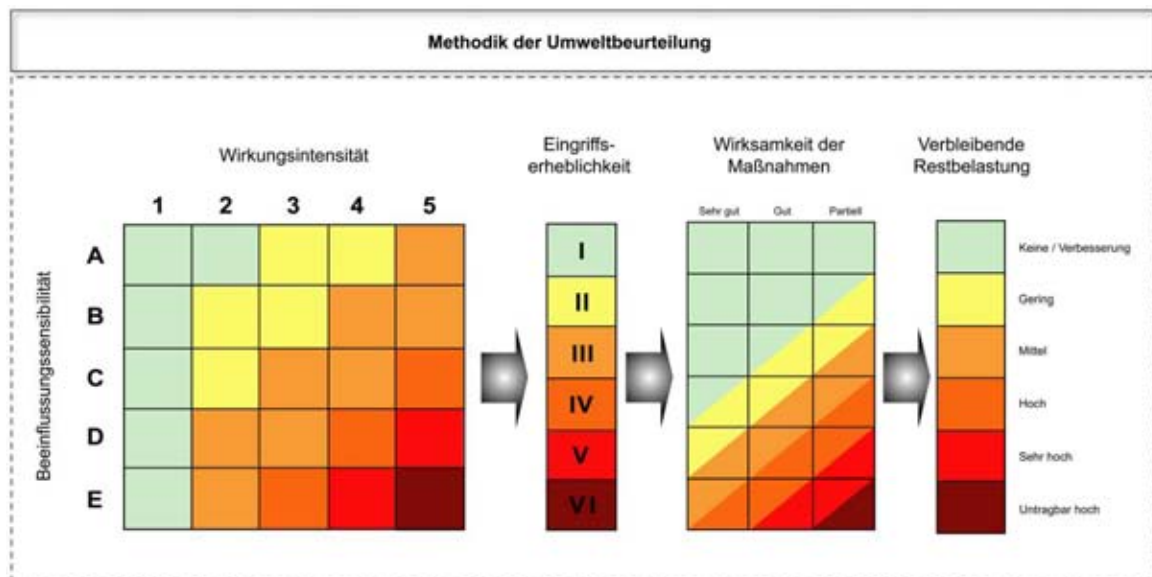 Methodik der Umweltbeurteilung
Wirkungsintensität
1 2 3 4 5
Beeinflussungssensibilität
A
B
C
D
E
Eingriffs-
erheblichkeit
I
II
III
IV
V
VI
Wirksamkeit der
Maßnahmen
Sehr gut Gut Partiell
Verbleibende
Restbelastung
Keine / Verbesserung
Gering
Mittel
Hoch
Sehr hoch
Untragbar hoch